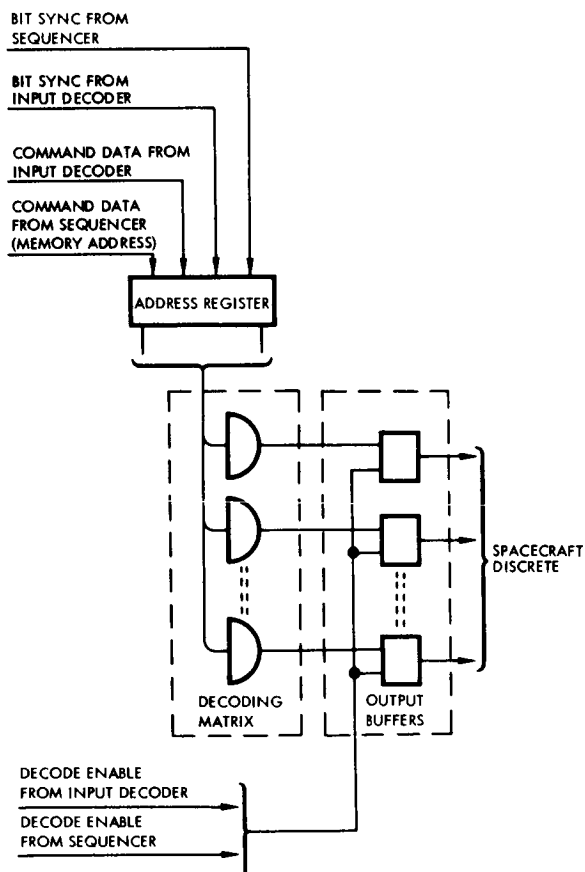 BIT SYNC FROM
SEQUENCER
BIT SYNC FROM
INPUT DECODER
COMMAND DATA FROM
INPUT DECODER
COMMAND DATA
FROM SEQUENCER
(MEMORY ADDRESS)
ADDRESS REGISTER
SPACECRAFT
DISCRETE
DECODING
MATRIX
OUTPUT
BUFFERS
DECODE ENABLE
FROM INPUT DECODER
DECODE ENABLE
FROM SEQUENCER